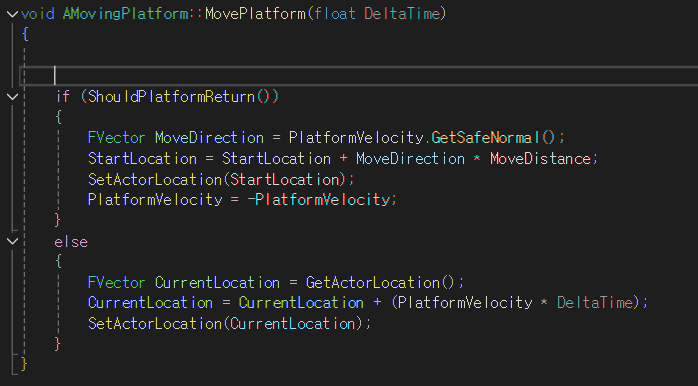 void AMovingPlatform::MovePlatform(float DeltaTime)
{
if (ShouldPlatformReturn())
{
FVector MoveDirection = PlatformVelocity.GetSafeNormal();
StartLocation = StartLocation + MoveDirection * MoveDistance;
SetActorLocation(StartLocation);
PlatformVelocity = -PlatformVelocity;
}
else
{
FVector CurrentLocation = GetActorLocation();
CurrentLocation = CurrentLocation + (PlatformVelocity * DeltaTime);
SetActorLocation(CurrentLocation);
}
}